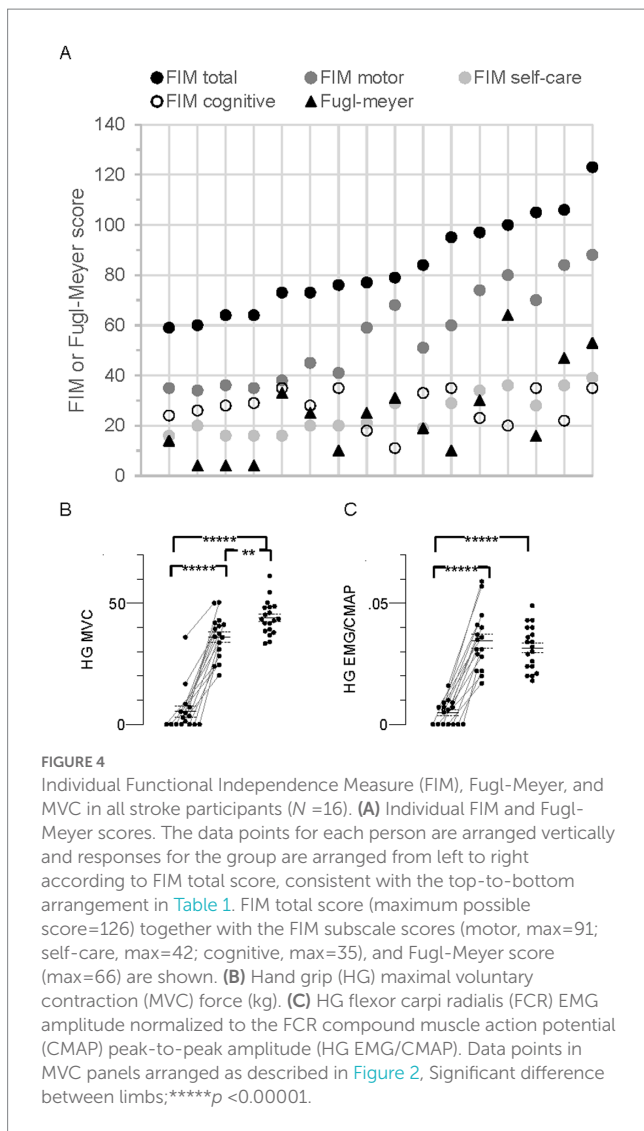 A
●FIM total ●FIM motor ●FIM self-care
○FIM cognitive ▲Fugl-meyer
140
120
100
80
60
40
20
0
FIM or Fugl-Meyer score
B
*****
*****
**
HG MVC
50
0
C
*****
*****
HG EMG/CMAP
.05
0
FIGURE 4
Individual Functional Independence Measure (FIM), Fugl-Meyer, and
MVC in all stroke participants (N =16). (A) Individual FIM and Fugl-
Meyer scores. The data points for each person are arranged vertically
and responses for the group are arranged from left to right
according to FIM total score, consistent with the top-to-bottom
arrangement in Table 1. FIM total score (maximum possible
score=126) together with the FIM subscale scores (motor, max=91;
self-care, max=42; cognitive, max=35), and Fugl-Meyer score
(max=66) are shown. (B) Hand grip (HG) maximal voluntary
contraction (MVC) force (kg). (C) HG flexor carpi radialis (FCR) EMG
amplitude normalized to the FCR compound muscle action potential
(CMAP) peak-to-peak amplitude (HG EMG/CMAP). Data points in
MVC panels arranged as described in Figure 2, Significant difference
between limbs;*****p <0.00001.